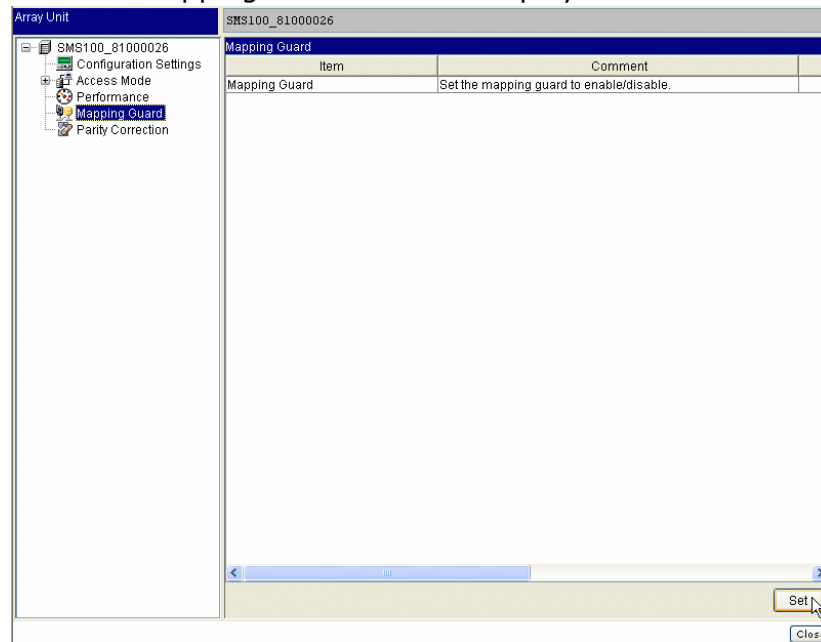 Array Unit
SMS100_81000026
SMS100_81000026
Configuration Settings
Access Mode
Performance
Mapping Guard
Parity Correction
Mapping Guard
Item Comment
Mapping Guard Set the mapping guard to enable/disable.
Set
Clos